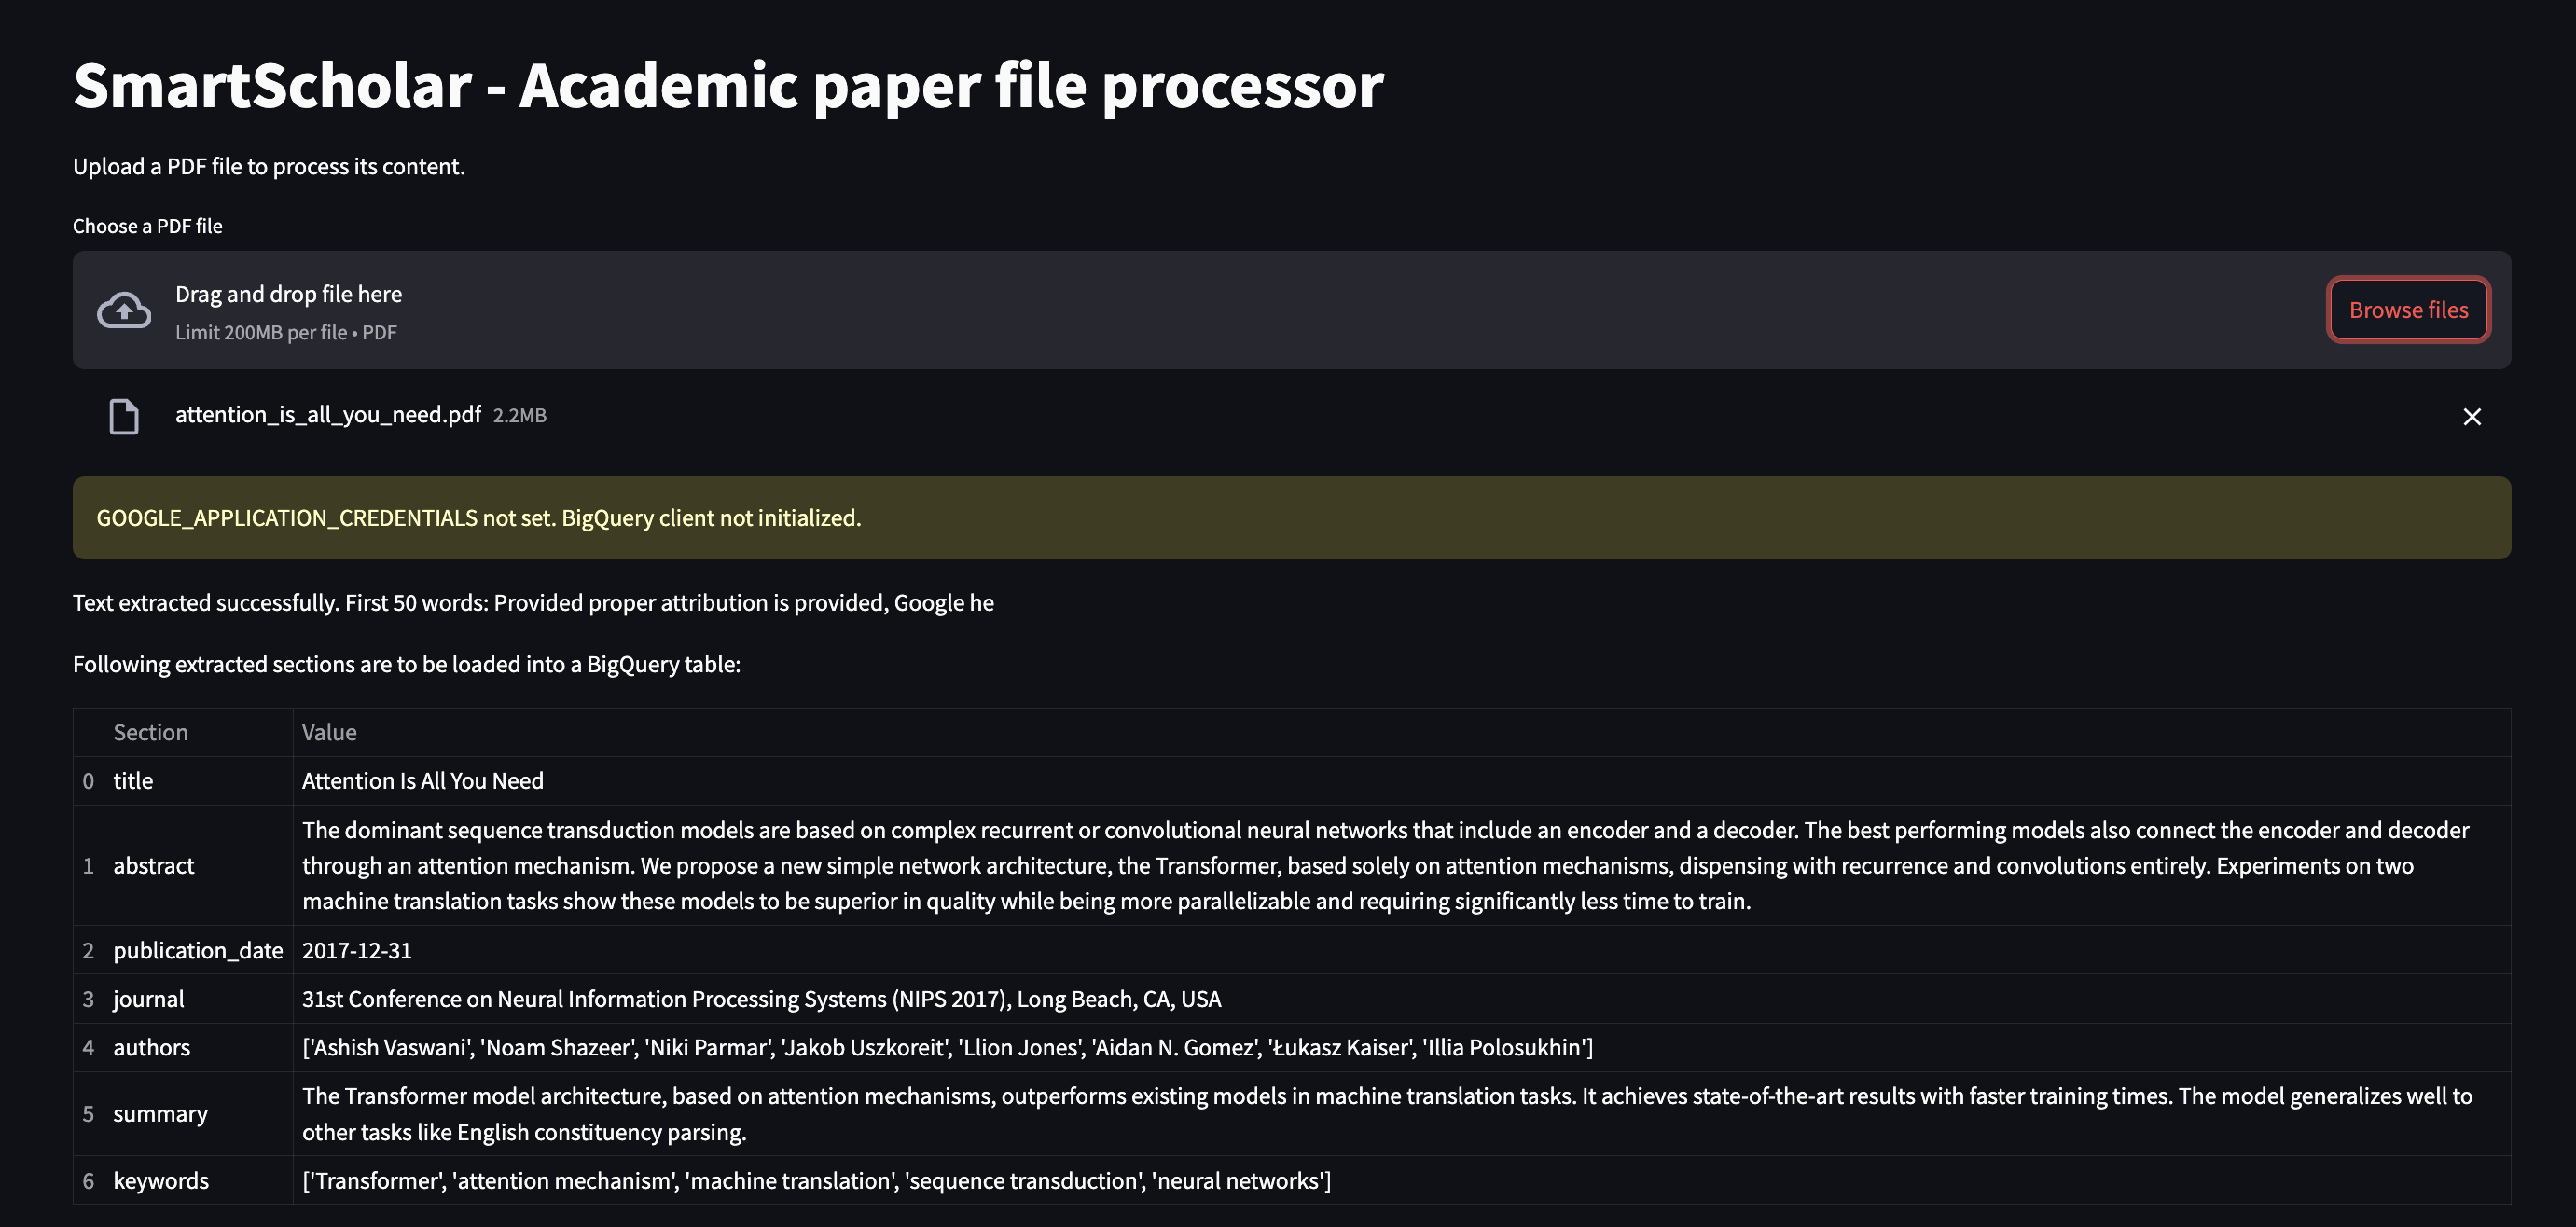 SmartScholar - Academic paper file processor
Upload a PDF file to process its content.
Choose a PDF file
Drag and drop file here
Limit 200MB per file • PDF
Browse files
attention_is_all_you_need.pdf 2.2MB
GOOGLE_APPLICATION_CREDENTIALS not set. BigQuery client not initialized.
Text extracted successfully. First 50 words: Provided proper attribution is provided, Google he
Following extracted sections are to be loaded into a BigQuery table:
Section Value
0 title Attention Is All You Need
1 abstract The dominant sequence transduction models are based on complex recurrent or convolutional neural networks that include an encoder and a decoder. The best performing models also connect the encoder and decoder
through an attention mechanism. We propose a new simple network architecture, the Transformer, based solely on attention mechanisms, dispensing with recurrence and convolutions entirely. Experiments on two
machine translation tasks show these models to be superior in quality while being more parallelizable and requiring significantly less time to train.
2 publication_date 2017-12-31
3 journal 31st Conference on Neural Information Processing Systems (NIPS 2017), Long Beach, CA, USA
4 authors ['Ashish Vaswani', 'Noam Shazeer', 'Niki Parmar', 'Jakob Uszkoreit', 'Llion Jones', 'Aidan N. Gomez', 'Łukasz Kaiser', 'Illia Polosukhin']
5 summary The Transformer model architecture, based on attention mechanisms, outperforms existing models in machine translation tasks. It achieves state-of-the-art results with faster training times. The model generalizes well to
other tasks like English constituency parsing.
6 keywords ['Transformer', 'attention mechanism', 'machine translation', 'sequence transduction', 'neural networks']